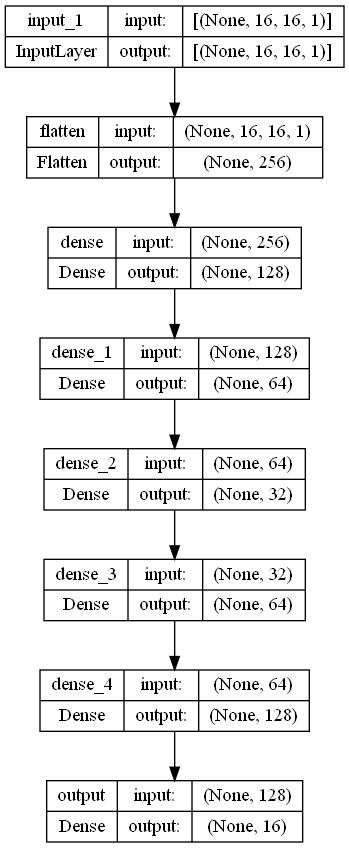 input_1 input: [(None, 16, 16, 1)]
InputLayer output: [(None, 16, 16, 1)]
flatten input: (None, 16, 16, 1)
Flatten output: (None, 256)
dense input: (None, 256)
Dense output: (None, 128)
dense_1 input: (None, 128)
Dense output: (None, 64)
dense_2 input: (None, 64)
Dense output: (None, 32)
dense_3 input: (None, 32)
Dense output: (None, 64)
dense_4 input: (None, 64)
Dense output: (None, 128)
output input: (None, 128)
Dense output: (None, 16)